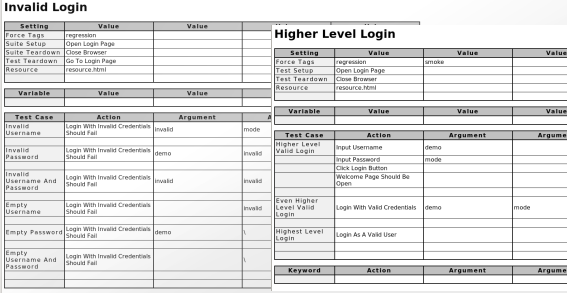 Invalid Login
Setting Value Value
Force Tags regression
Suite Setup Open Login Page
Suite Teardown Close Browser
Test Teardown Go To Login Page
Resource resource.html
Variable Value Value
Test Case Action Argument
Invalid Username Login With Invalid Credentials Should Fail invalid mode
Invalid Password Login With Invalid Credentials Should Fail demo invalid
Invalid Username And Password Login With Invalid Credentials Should Fail invalid invalid
Empty Username Login With Invalid Credentials Should Fail invalid
Empty Password Login With Invalid Credentials Should Fail demo \
Empty Username And Password Login With Invalid Credentials Should Fail \
Higher Level Login
Setting Value Value Value
Force Tags regression smoke
Test Setup Open Login Page
Test Teardown Close Browser
Resource resource.html
Variable Value Value Value
Test Case Action Argument Argume
Higher Level Valid Login Input Username demo
Input Password mode
Click Login Button
Welcome Page Should Be Open
Even Higher Level Valid Login Login With Valid Credentials demo mode
Highest Level Login Login As A Valid User
Keyword Action Argument Argume